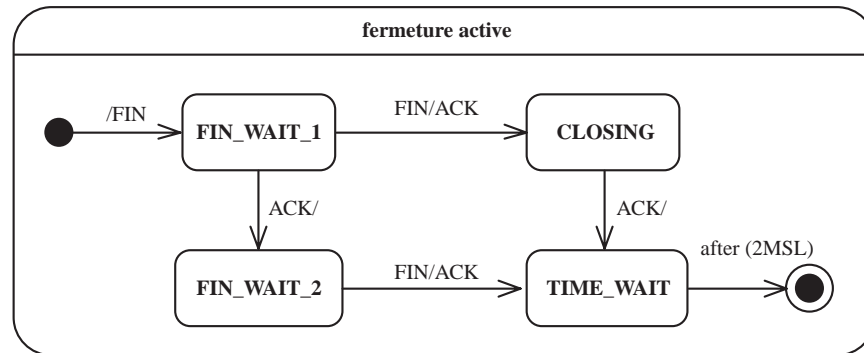 fermeture active
/FIN
FIN/ACK
FIN_WAIT_1
CLOSING
ACK/
ACK/
after (2MSL)
FIN/ACK
FIN_WAIT_2
TIME_WAIT